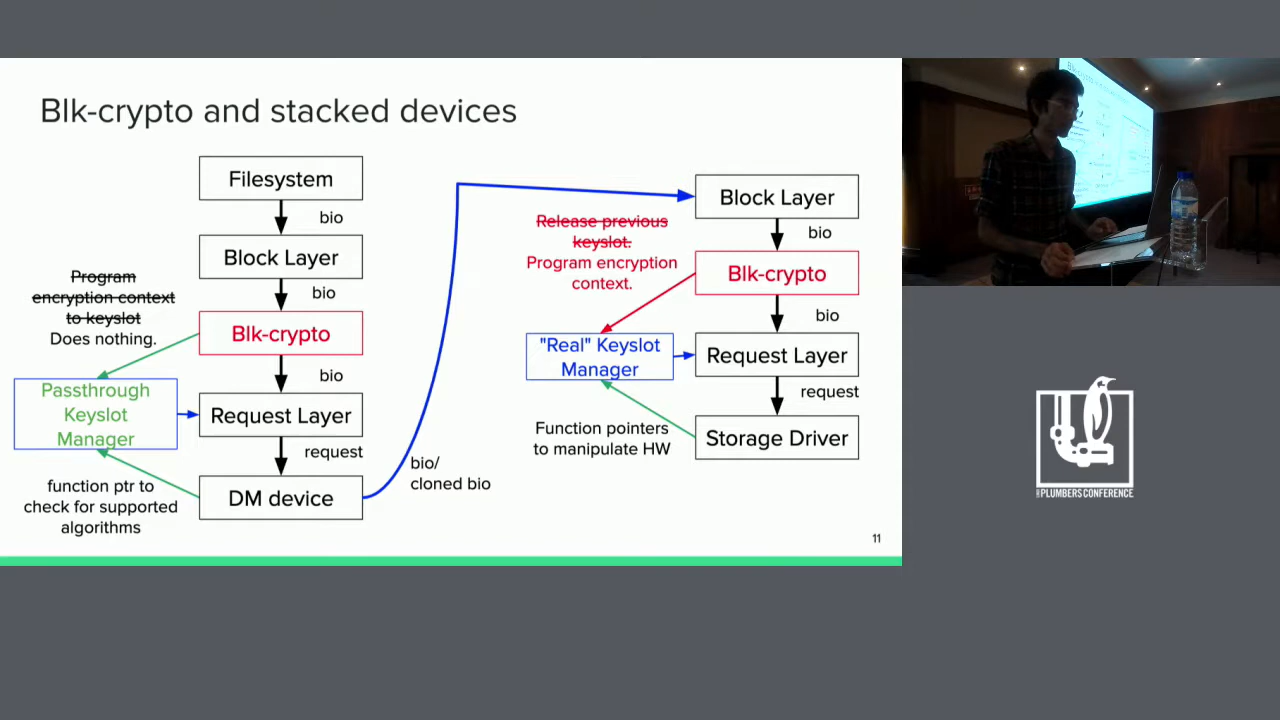 Blk-crypto and stacked devices
Filesystem
bio
Block Layer
bio
Program
encryption context
to keyslot
Does nothing.
Blk-crypto
bio
Passthrough
Keyslot
Manager
Request Layer
request
function ptr to
check for supported
algorithms
DM device
bio/
cloned bio
Block Layer
bio
Release previous
keyslot.
Program encryption
context.
Blk-crypto
bio
"Real" Keyslot
Manager
Request Layer
request
Function pointers
to manipulate HW
Storage Driver
11
PLUMBERS CONFERENCE